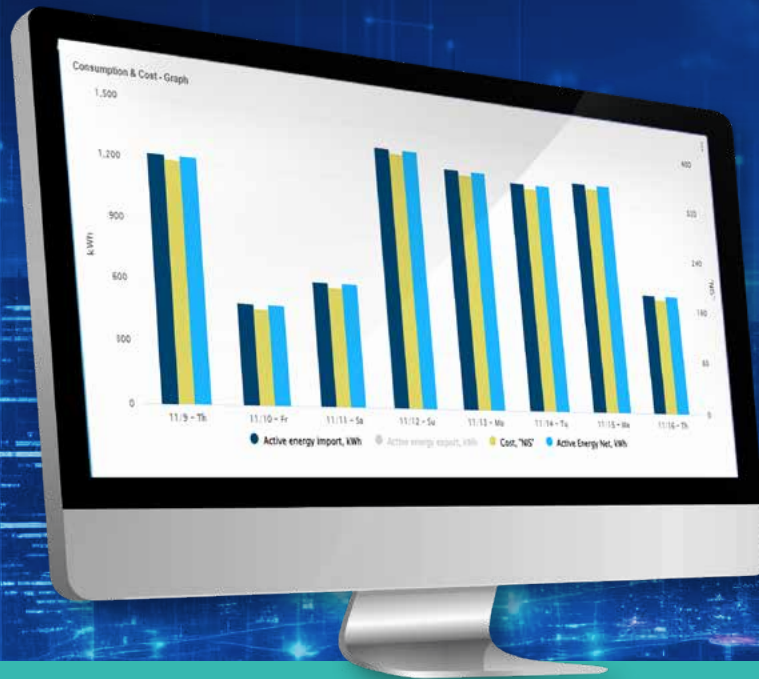 Consumption & Cost - Graph
1,500
1,200
900
600
300
0
kWh
400
320
240
160
80
0
"NIS"
11/9 - Th
11/10 - Fr
11/11 - Sa
11/12 - Su
11/13 - Mo
11/14 - Tu
11/15 - We
11/16 - Th
Active energy import, kWh
Active energy export, kWh
Cost, "NIS"
Active Energy Net, kWh